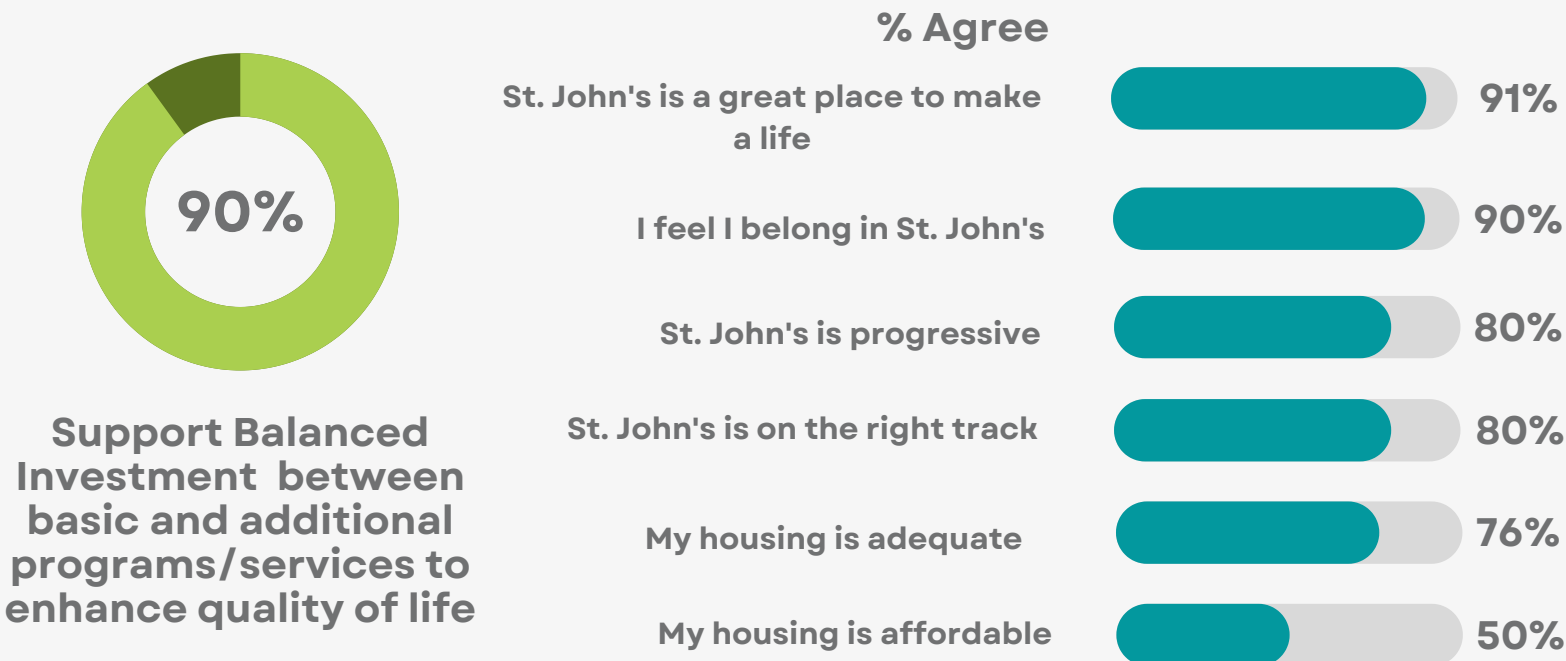 90%
Support Balanced
Investment between
basic and additional
programs/services to
enhance quality of life
% Agree
St. John's is a great place to make
a life
91%
I feel I belong in St. John's
90%
St. John's is progressive
80%
St. John's is on the right track
80%
My housing is adequate
76%
My housing is affordable
50%